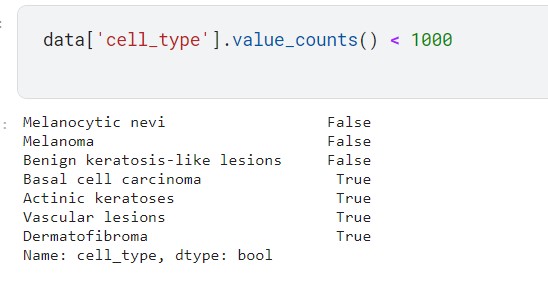 data['cell_type'].value_counts() < 1000
:
Melanocytic nevi False
Melanoma False
Benign keratosis-like lesions False
Basal cell carcinoma True
Actinic keratoses True
Vascular lesions True
Dermatofibroma True
Name: cell_type, dtype: bool